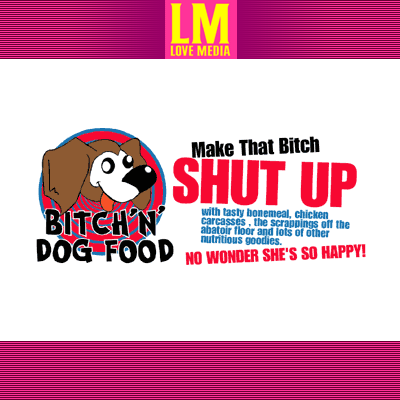 LM
LOVE MEDIA
Make That Bitch
SHUT UP
with tasty bonemeal, chicken
carcasses . the scrappings off the
abatoir floor and lots of other
nutritious goodies.
NO WONDER SHE'S SO HAPPY!
BITCH'N'
DOG FOOD